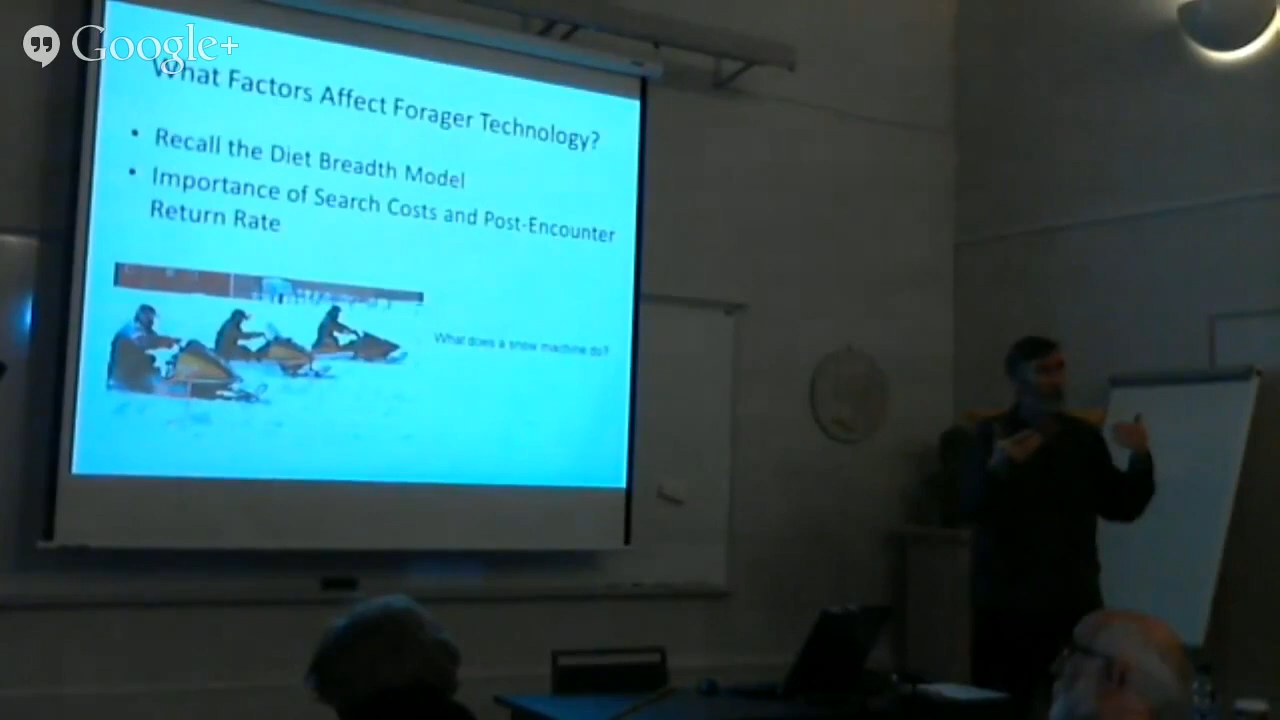 Google+
What Factors Affect Forager Technology?
• Recall the Diet Breadth Model
• Importance of Search Costs and Post-Encounter
Return Rate
What does a snow machine do?